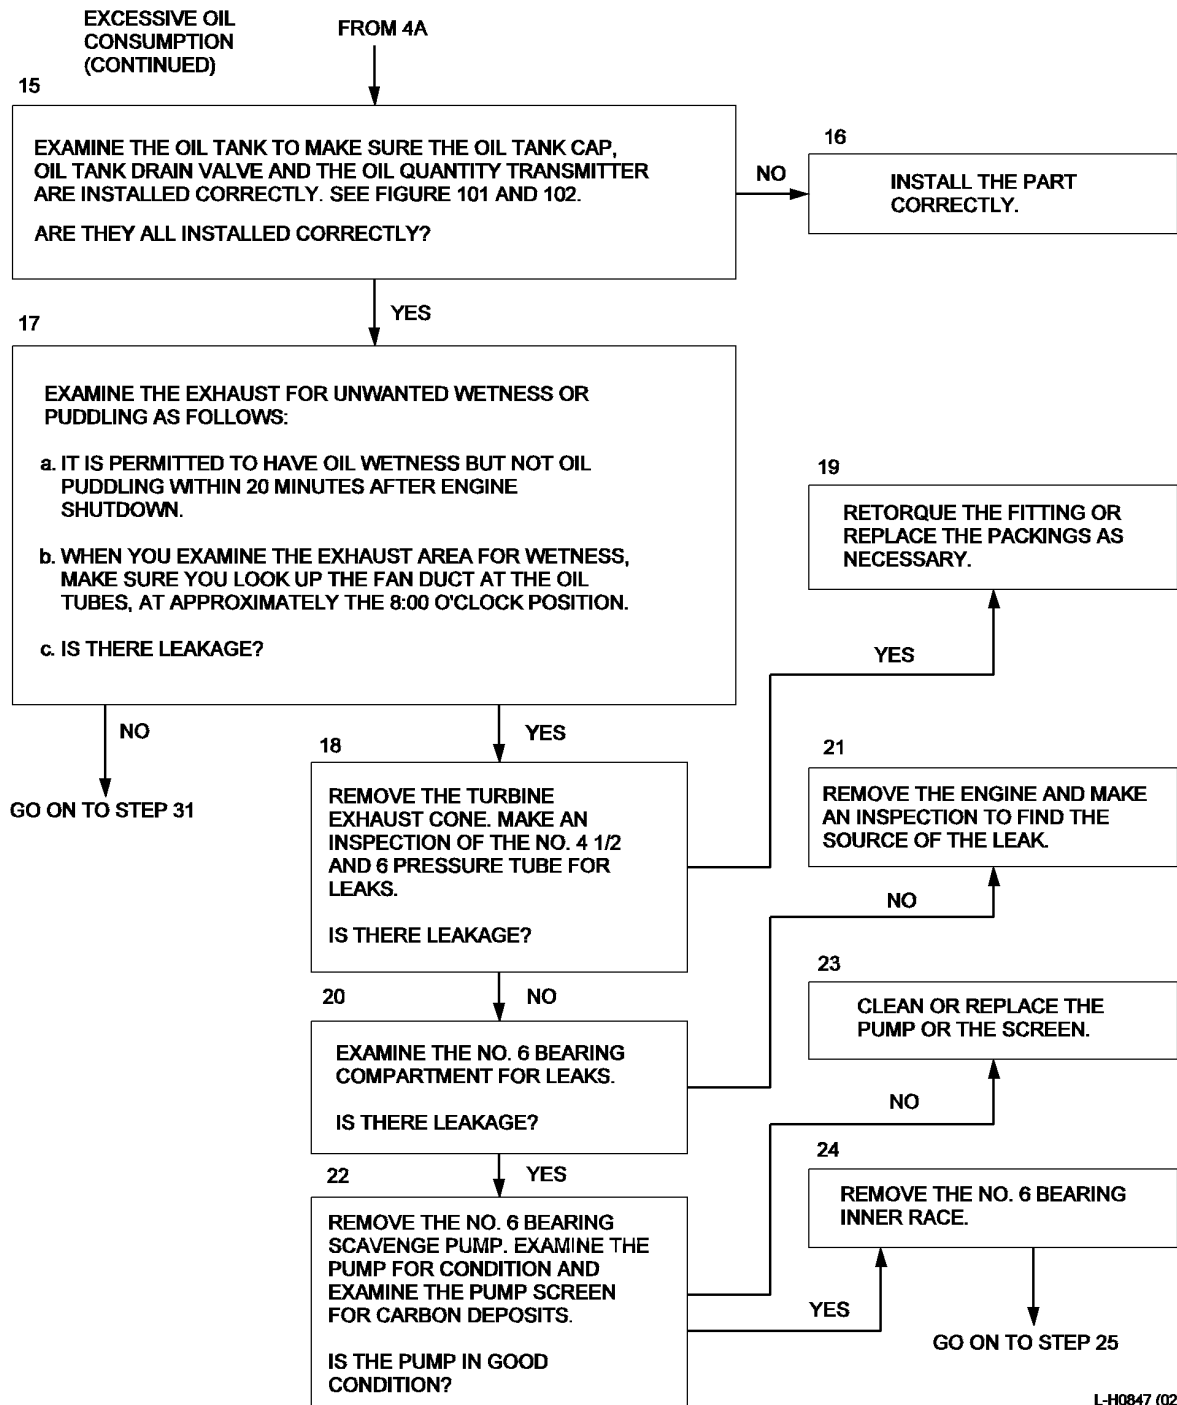 EXCESSIVE OIL
CONSUMPTION
(CONTINUED)
FROM 4A
15
EXAMINE THE OIL TANK TO MAKE SURE THE OIL TANK CAP,
OIL TANK DRAIN VALVE AND THE OIL QUANTITY TRANSMITTER
ARE INSTALLED CORRECTLY. SEE FIGURE 101 AND 102.
ARE THEY ALL INSTALLED CORRECTLY?
NO
16
INSTALL THE PART
CORRECTLY.
YES
17
EXAMINE THE EXHAUST FOR UNWANTED WETNESS OR
PUDDLING AS FOLLOWS:
a. IT IS PERMITTED TO HAVE OIL WETNESS BUT NOT OIL
PUDDLING WITHIN 20 MINUTES AFTER ENGINE
SHUTDOWN.
b. WHEN YOU EXAMINE THE EXHAUST AREA FOR WETNESS,
MAKE SURE YOU LOOK UP THE FAN DUCT AT THE OIL
TUBES, AT APPROXIMATELY THE 8:00 O'CLOCK POSITION.
c. IS THERE LEAKAGE?
NO
GO ON TO STEP 31
YES
18
REMOVE THE TURBINE
EXHAUST CONE. MAKE AN
INSPECTION OF THE NO. 4 1/2
AND 6 PRESSURE TUBE FOR
LEAKS.
IS THERE LEAKAGE?
YES
19
RETORQUE THE FITTING OR
REPLACE THE PACKINGS AS
NECESSARY.
NO
20
EXAMINE THE NO. 6 BEARING
COMPARTMENT FOR LEAKS.
IS THERE LEAKAGE?
NO
21
REMOVE THE ENGINE AND MAKE
AN INSPECTION TO FIND THE
SOURCE OF THE LEAK.
YES
22
REMOVE THE NO. 6 BEARING
SCAVENGE PUMP. EXAMINE THE
PUMP FOR CONDITION AND
EXAMINE THE PUMP SCREEN
FOR CARBON DEPOSITS.
IS THE PUMP IN GOOD
CONDITION?
NO
23
CLEAN OR REPLACE THE
PUMP OR THE SCREEN.
YES
24
REMOVE THE NO. 6 BEARING
INNER RACE.
GO ON TO STEP 25
L-H0847 (02